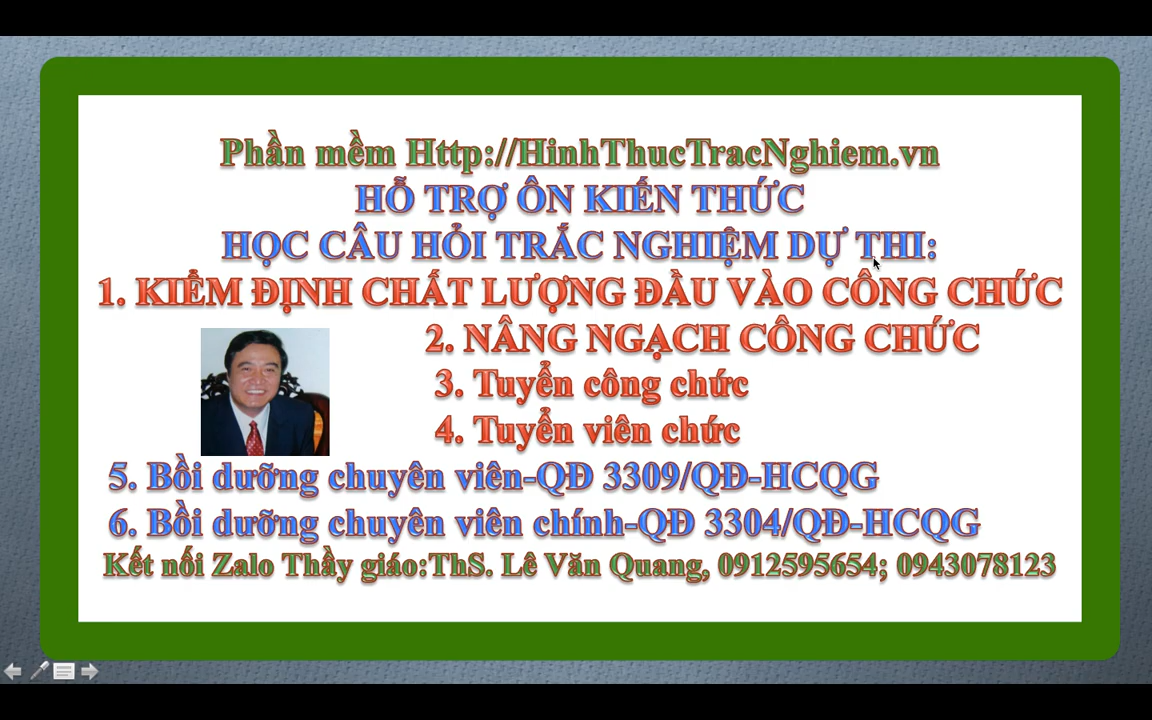 Phần mềm Http://HinhThucTracNghiem.vn
HỖ TRỢ ÔN KIẾN THỨC
HỌC CÂU HỎI TRẮC NGHIỆM DỰ THI:
1. KIỂM ĐỊNH CHẤT LƯỢNG ĐẦU VÀO CÔNG CHỨC
2. NÂNG NGẠCH CÔNG CHỨC
3. Tuyển công chức
4. Tuyển viên chức
5. Bồi dưỡng chuyên viên-QĐ 3309/QĐ-HCQG
6. Bồi dưỡng chuyên viên chính-QĐ 3304/QĐ-HCQG
Kết nối Zalo Thầy giáo:ThS. Lê Văn Quang, 0912595654; 0943078123